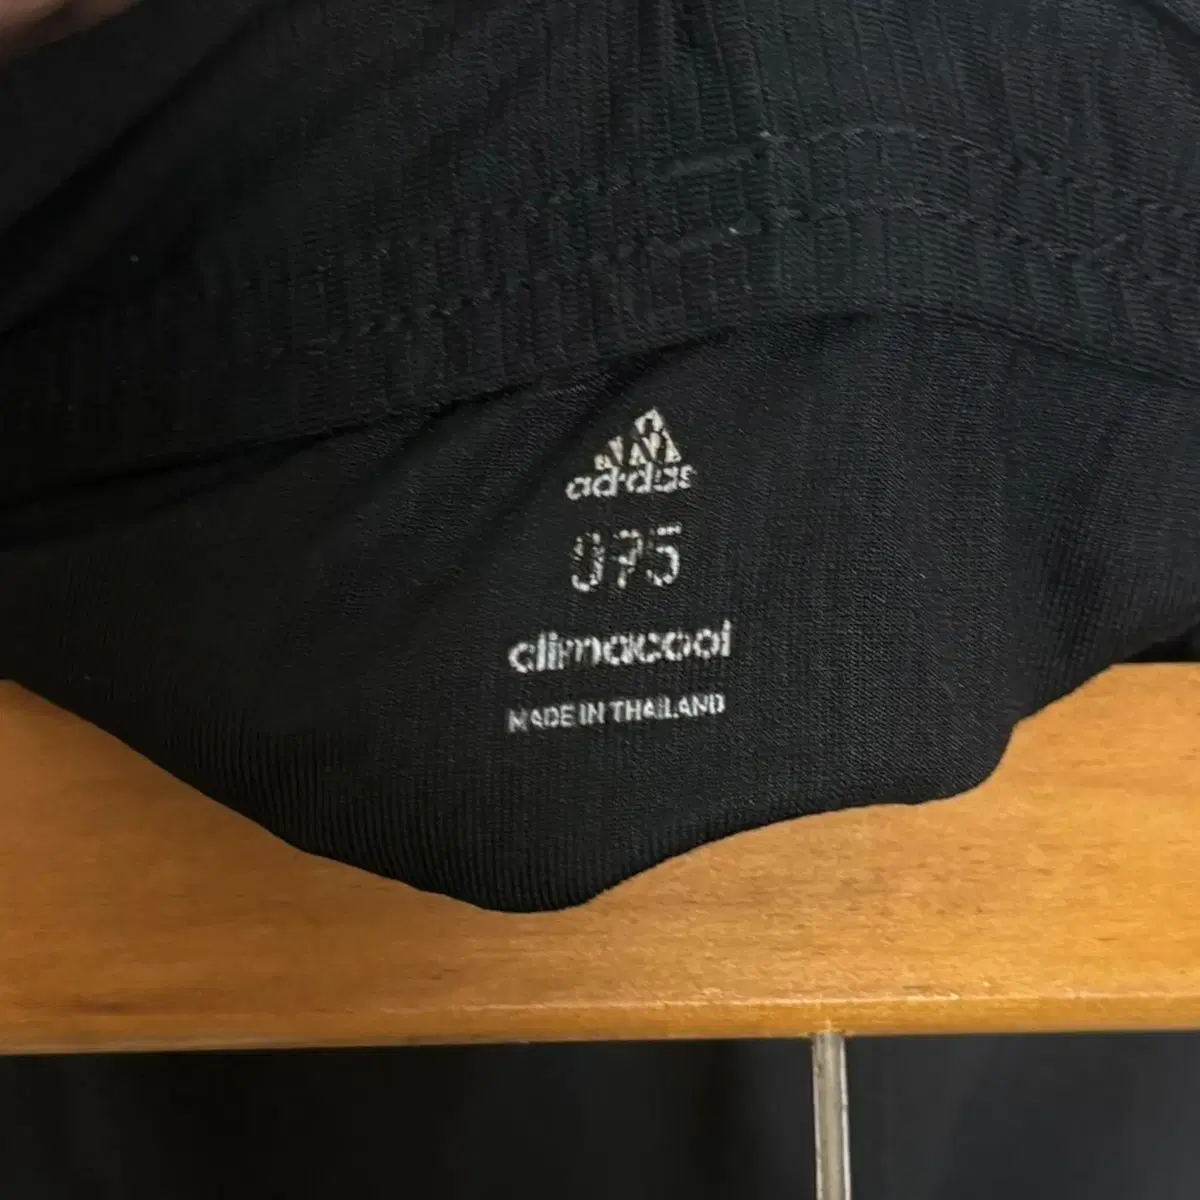 adidas
075
climacool
MADE IN THAILAND